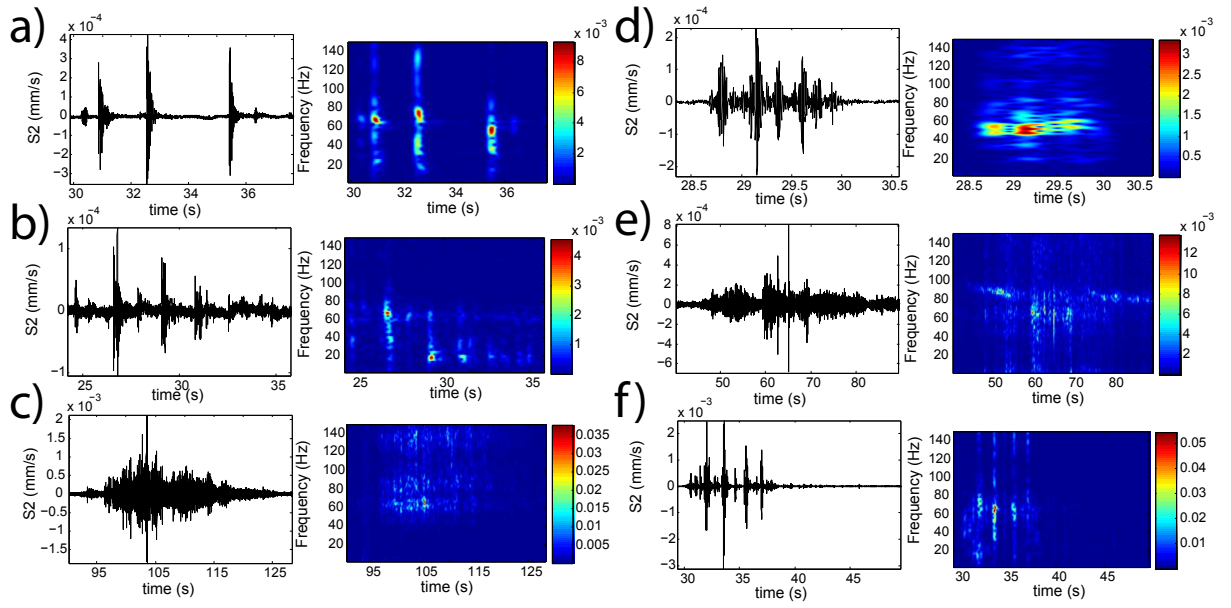 a)
x 10⁻⁴
S2 (mm/s)
4
3
2
1
0
−1
−2
−3
30 32 34 36
time (s)
Frequency (Hz)
140
120
100
80
60
40
20
30 32 34 36
time (s)
x 10⁻³
8
6
4
2
0
d)
x 10⁻⁴
S2 (mm/s)
2
1
0
−1
−2
28.5 29 29.5 30 30.5
time (s)
Frequency (Hz)
140
120
100
80
60
40
20
28.5 29 29.5 30 30.5
time (s)
x 10⁻³
3
2.5
2
1.5
1
0.5
b)
x 10⁻⁴
S2 (mm/s)
1
0
−1
25 30 35
time (s)
Frequency (Hz)
140
120
100
80
60
40
20
25 30 35
time (s)
x 10⁻³
4
3
2
1
0
e)
x 10⁻⁴
S2 (mm/s)
8
6
4
2
0
−2
−4
−6
50 60 70 80
time (s)
Frequency (Hz)
140
120
100
80
60
40
20
50 60 70 80
time (s)
x 10⁻³
12
10
8
6
4
2
0
c)
x 10⁻³
S2 (mm/s)
2
1.5
1
0.5
0
−0.5
−1
−1.5
95 105 115 125
time (s)
Frequency (Hz)
140
120
100
80
60
40
20
0
95 105 115 125
time (s)
0.035
0.03
0.025
0.02
0.015
0.01
0.005
f)
x 10⁻³
S2 (mm/s)
2
1
0
−1
−2
30 35 40 45
time (s)
Frequency (Hz)
140
120
100
80
60
40
20
0
30 35 45
time (s)
0.05
0.04
0.03
0.02
0.01